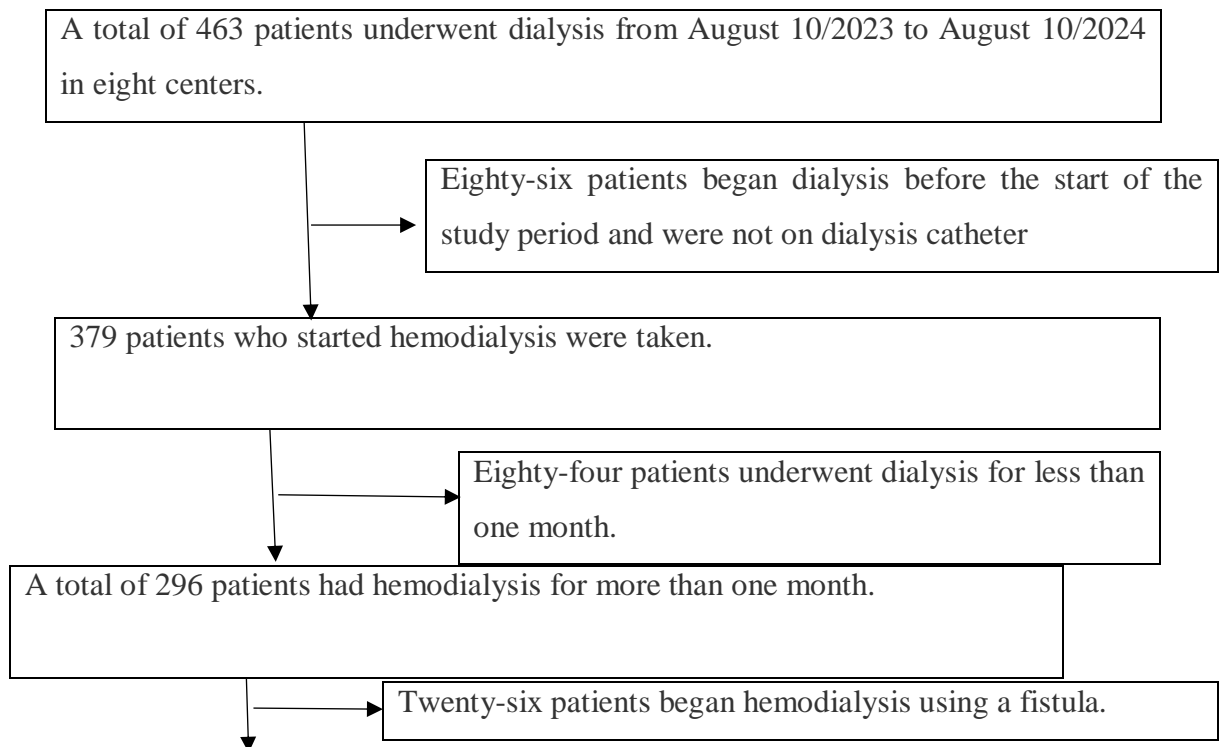 A total of 463 patients underwent dialysis from August 10/2023 to August 10/2024
in eight centers.
Eighty-six patients began dialysis before the start of the
study period and were not on dialysis catheter
379 patients who started hemodialysis were taken.
Eighty-four patients underwent dialysis for less than
one month.
A total of 296 patients had hemodialysis for more than one month.
Twenty-six patients began hemodialysis using a fistula.